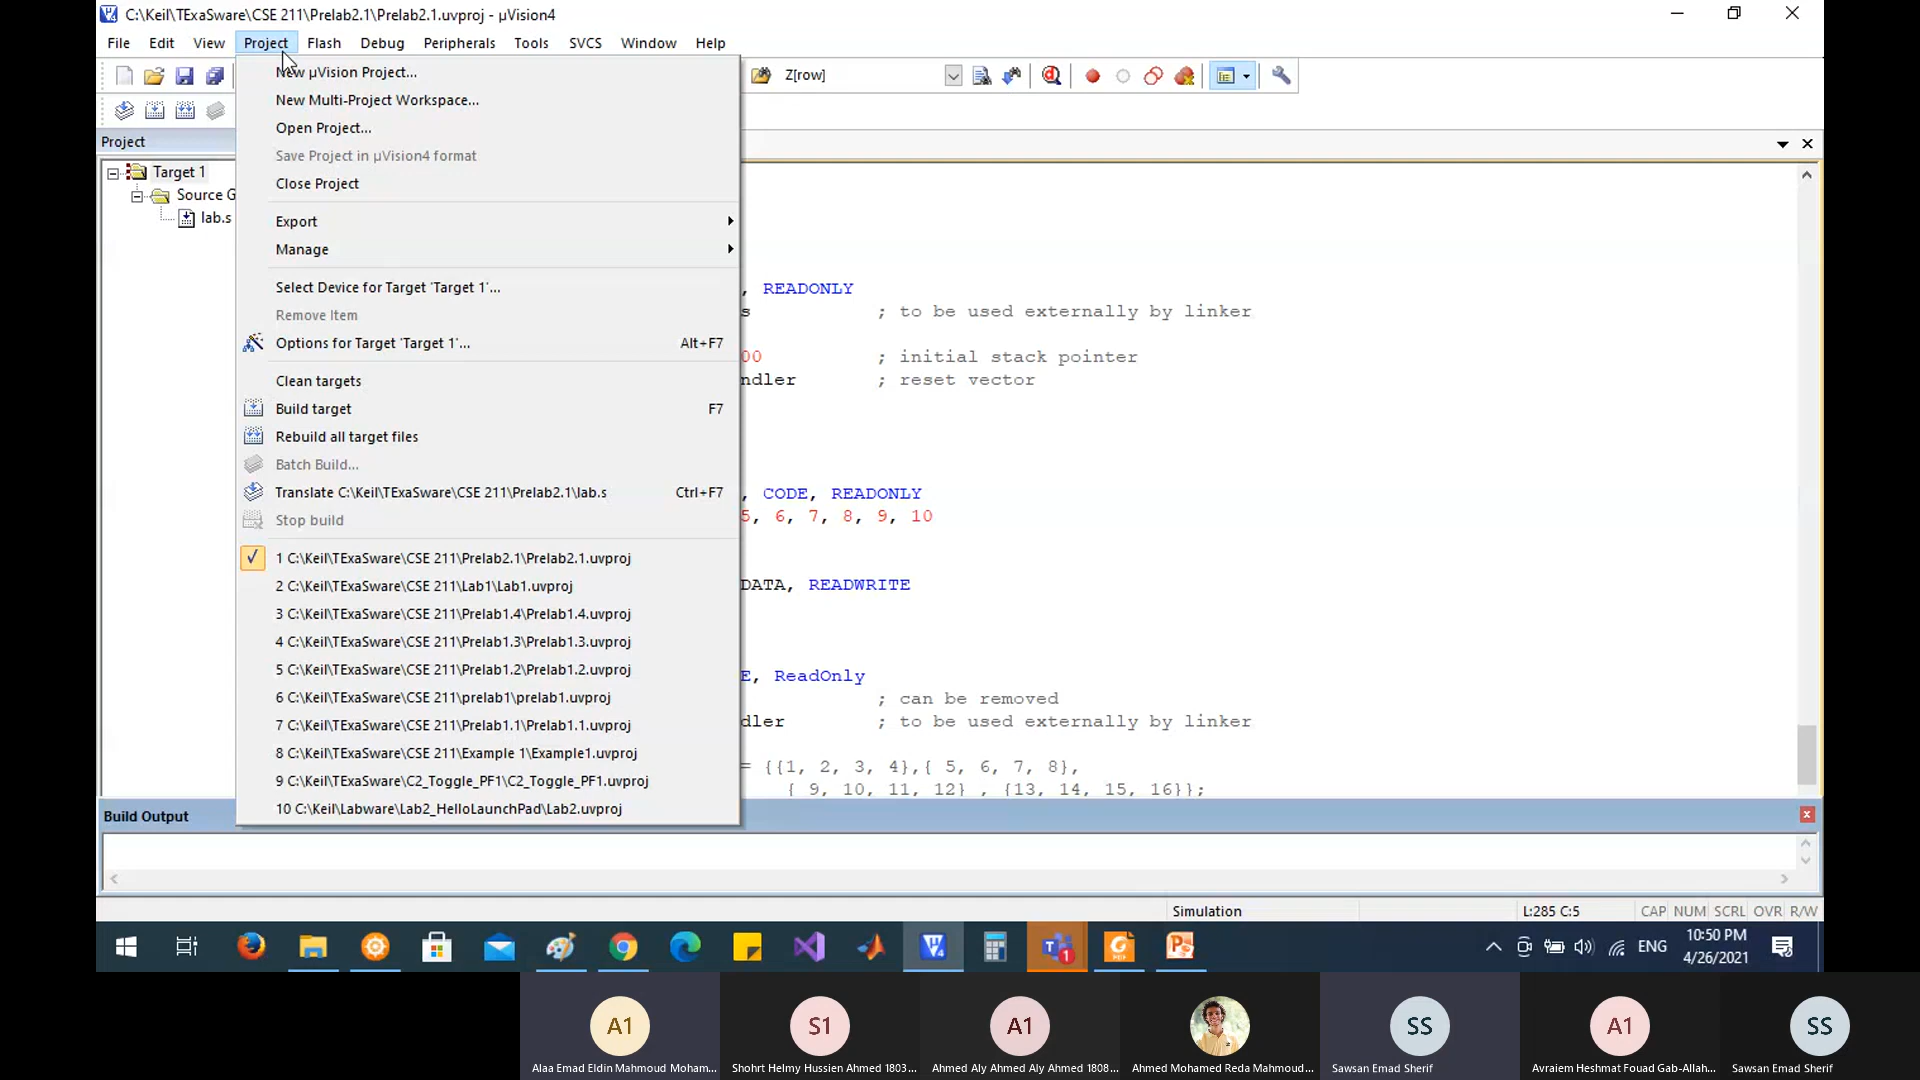 C:\Keil\TExaSware\CSE 211\Prelab2.1\Prelab2.1.uvproj - µVision4
File Edit View Project Flash Debug Peripherals Tools SVCS Window Help
New µVision Project...
New Multi-Project Workspace...
Open Project...
Save Project in µVision4 format
Close Project
Export
Manage
Select Device for Target 'Target 1'...
Remove Item
Options for Target 'Target 1'... Alt+F7
Clean targets
Build target F7
Rebuild all target files
Batch Build...
Translate C:\Keil\TExaSware\CSE 211\Prelab2.1\lab.s Ctrl+F7
Stop build
1 C:\Keil\TExaSware\CSE 211\Prelab2.1\Prelab2.1.uvproj
2 C:\Keil\TExaSware\CSE 211\Lab1\Lab1.uvproj
3 C:\Keil\TExaSware\CSE 211\Prelab1.4\Prelab1.4.uvproj
4 C:\Keil\TExaSware\CSE 211\Prelab1.3\Prelab1.3.uvproj
5 C:\Keil\TExaSware\CSE 211\Prelab1.2\Prelab1.2.uvproj
6 C:\Keil\TExaSware\CSE 211\prelab1\prelab1.uvproj
7 C:\Keil\TExaSware\CSE 211\Prelab1.1\Prelab1.1.uvproj
8 C:\Keil\TExaSware\CSE 211\Example 1\Example1.uvproj
9 C:\Keil\TExaSware\C2_Toggle_PF1\C2_Toggle_PF1.uvproj
10 C:\Keil\Labware\Lab2_HelloLaunchPad\Lab2.uvproj
Z[row]
Project
Target 1
Source G
lab.s
, READONLY
s ; to be used externally by linker
00 ; initial stack pointer
ndler ; reset vector
, CODE, READONLY
5, 6, 7, 8, 9, 10
DATA, READWRITE
E, ReadOnly
; can be removed
dler ; to be used externally by linker
= {{1, 2, 3, 4},{ 5, 6, 7, 8},
{ 9, 10, 11, 12} , {13, 14, 15, 16}};
Build Output
Simulation L:285 C:5 CAP NUM SCRL OVR R/W
1
ENG
10:50 PM
4/26/2021
A1
S1
A1
SS
A1
SS
Alaa Emad Eldin Mahmoud Moham...
Shohrt Helmy Hussien Ahmed 1803...
Ahmed Aly Ahmed Aly Ahmed 1808...
Ahmed Mohamed Reda Mahmoud...
Sawsan Emad Sherif
Avraiem Heshmat Fouad Gab-Allah...
Sawsan Emad Sherif